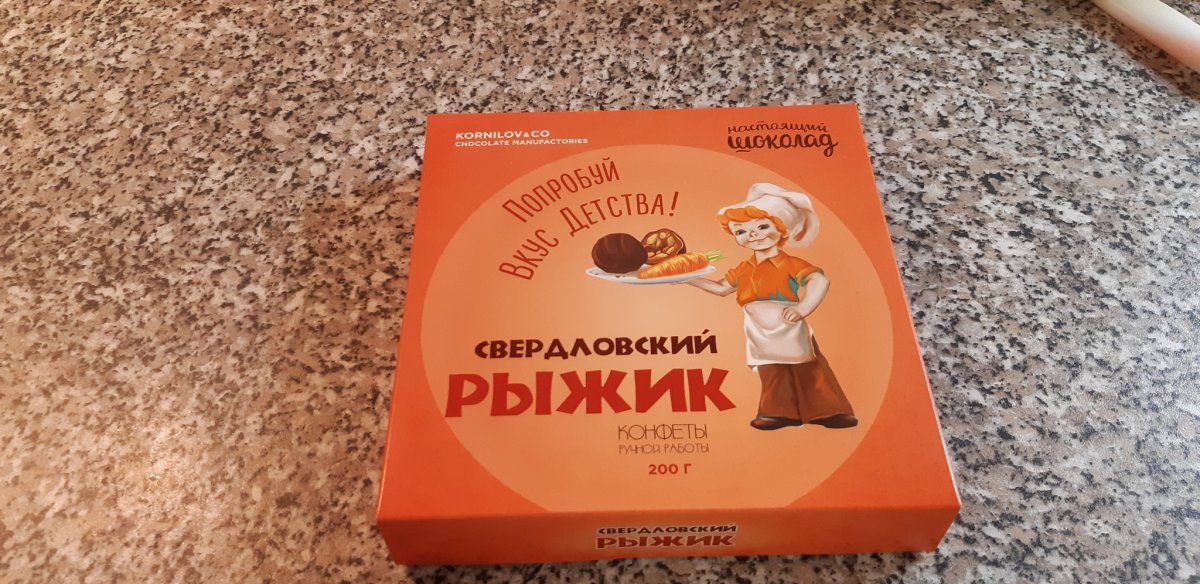 KORNILOV&CO
CHOCOLATE MANUFACTORIES
настоящий
шоколад
Попробуй
Вкус Детства!
СВЕРДЛОВСКИЙ
РЫЖИК
КОНФЕТЫ
РУЧНОЙ РАБОТЫ
200 Г
СВЕРДЛОВСКИЙ
РЫЖИК